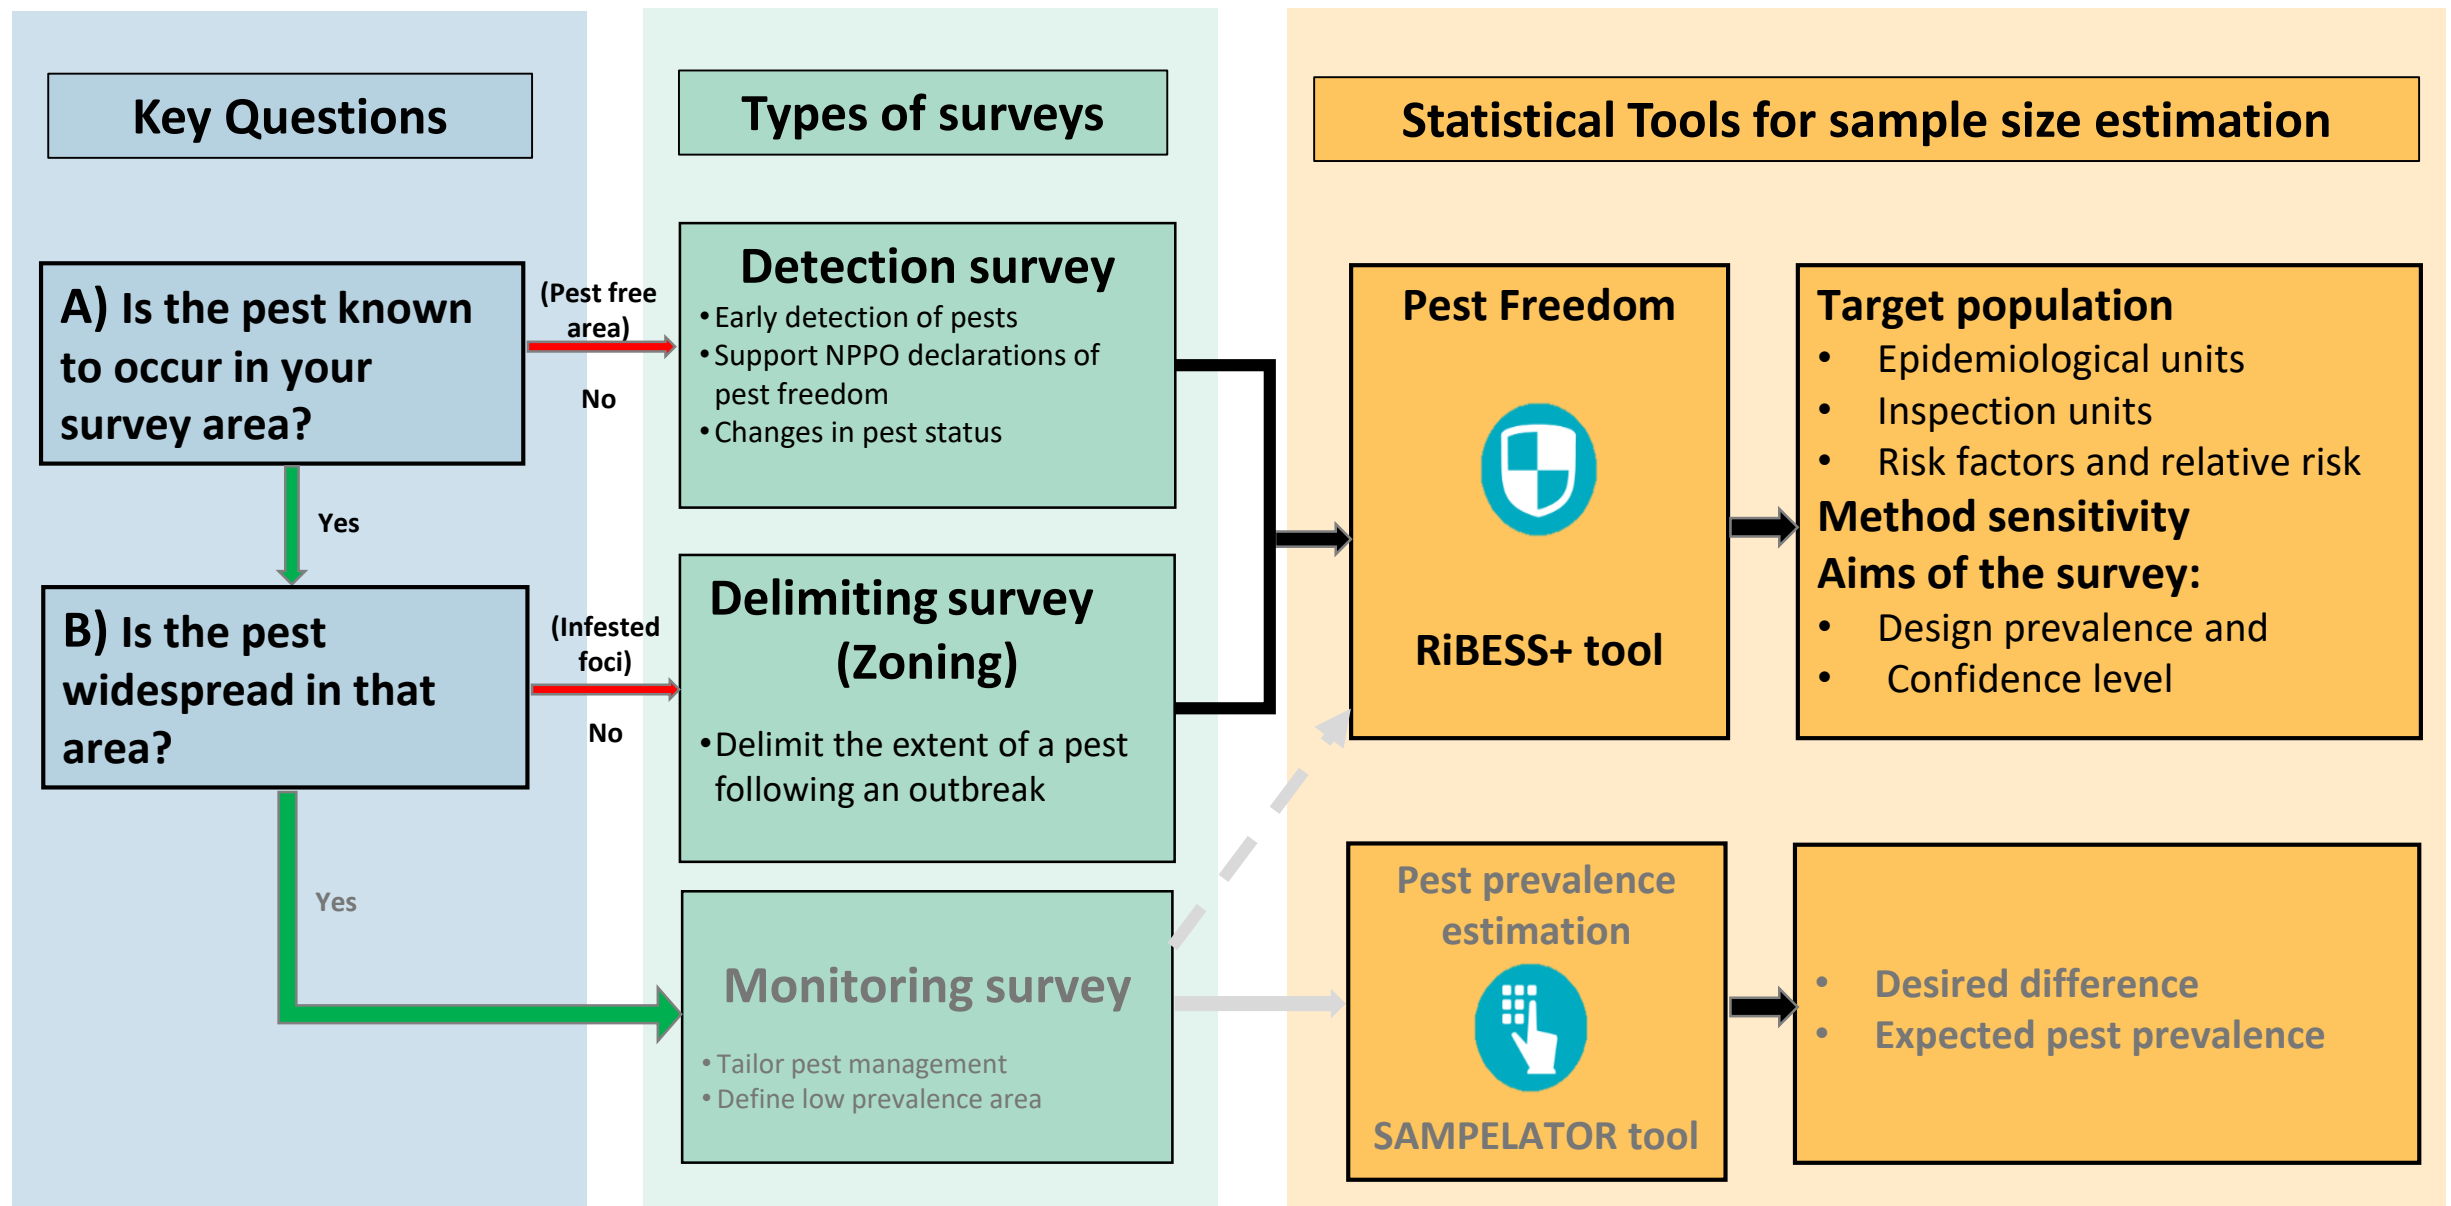 Key Questions
A) Is the pest known
to occur in your
survey area?
(Pest free
area)
No
Yes
B) Is the pest
widespread in that
area?
(Infested
foci)
No
Yes
Types of surveys
Detection survey
• Early detection of pests
• Support NPPO declarations of
pest freedom
• Changes in pest status
Delimiting survey
(Zoning)
• Delimit the extent of a pest
following an outbreak
Monitoring survey
• Tailor pest management
• Define low prevalence area
Statistical Tools for sample size estimation
Pest Freedom
RiBESS+ tool
Target population
• Epidemiological units
• Inspection units
• Risk factors and relative risk
Method sensitivity
Aims of the survey:
• Design prevalence and
• Confidence level
Pest prevalence
estimation
SAMPELATOR tool
• Desired difference
• Expected pest prevalence